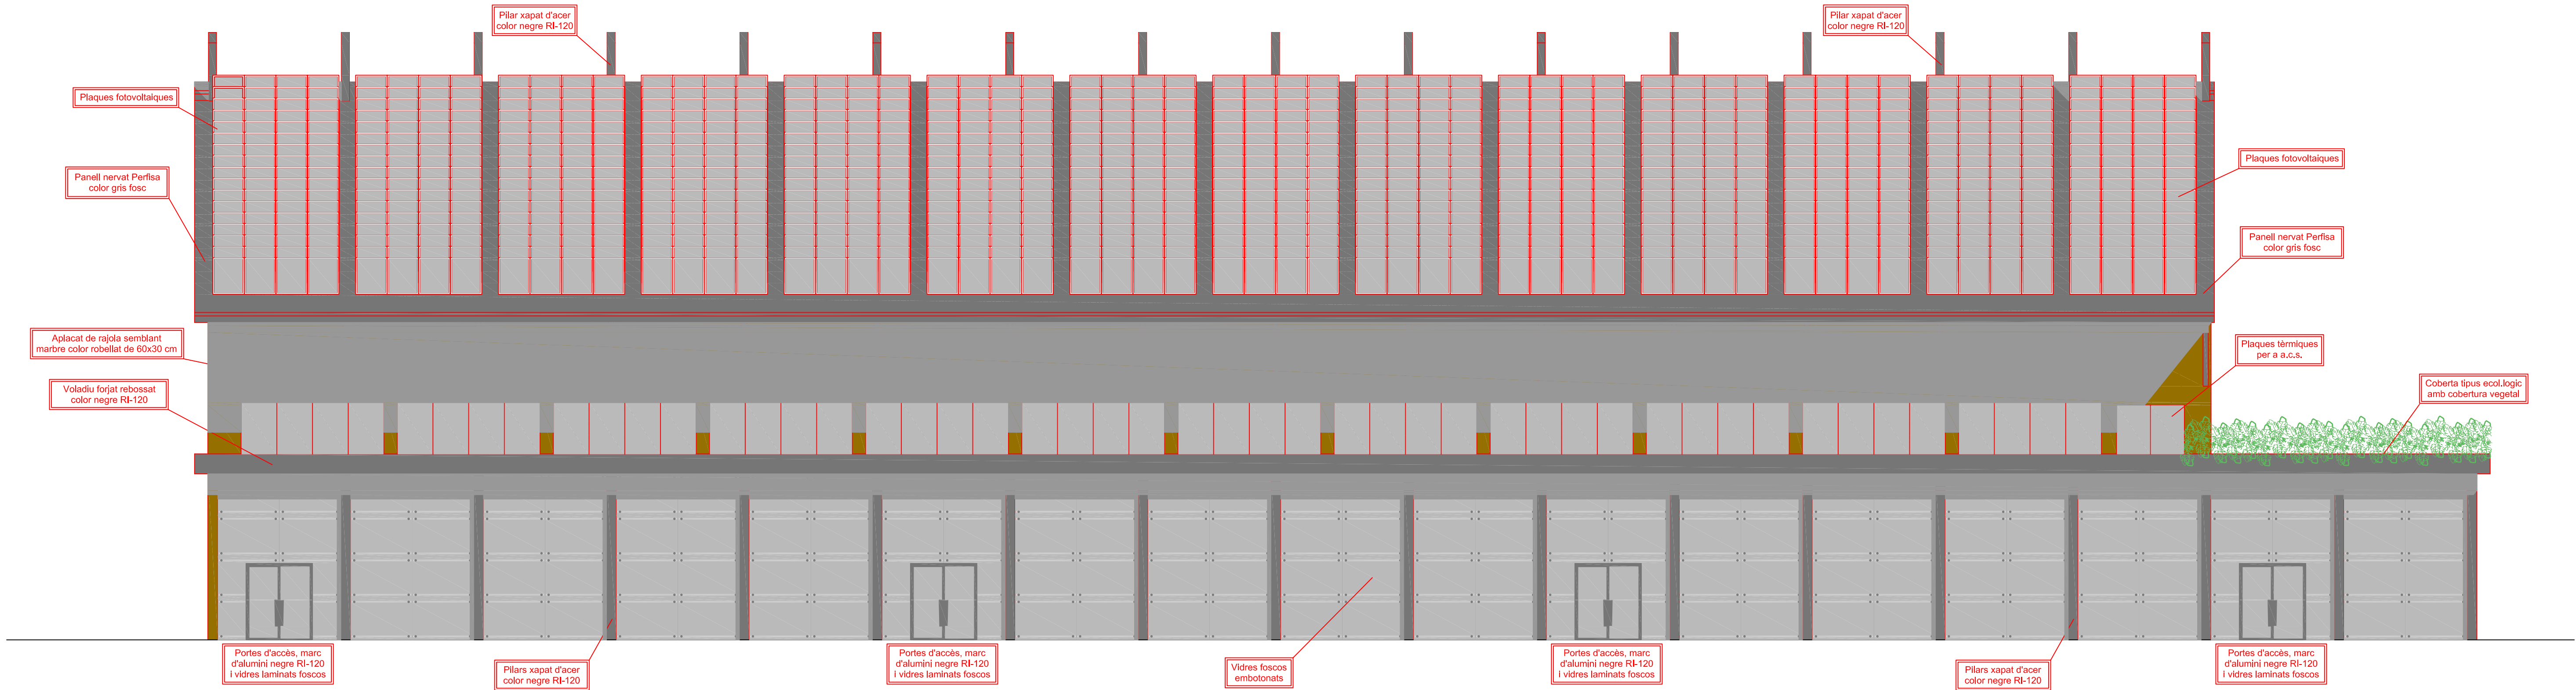 Pilar xapat d'acer
color negre RI-120
Pilar xapat d'acer
color negre RI-120
Plaques fotovoltaïques
Plaques fotovoltaïques
Panell nervat Perfisa
color gris fosc
Panell nervat Perfisa
color gris fosc
Aplacat de rajola semblant
marbre color robellat de 60x30 cm
Plaques tèrmiques
per a a.c.s.
Voladiu forjat rebossat
color negre RI-120
Coberta tipus ecol.logic
amb cobertura vegetal
Portes d'accès, marc
d'alumini negre RI-120
i vidres laminats foscos
Pilars xapat d'acer
color negre RI-120
Portes d'accès, marc
d'alumini negre RI-120
i vidres laminats foscos
Vidres foscos
embotonats
Portes d'accès, marc
d'alumini negre RI-120
i vidres laminats foscos
Pilars xapat d'acer
color negre RI-120
Portes d'accès, marc
d'alumini negre RI-120
i vidres laminats foscos